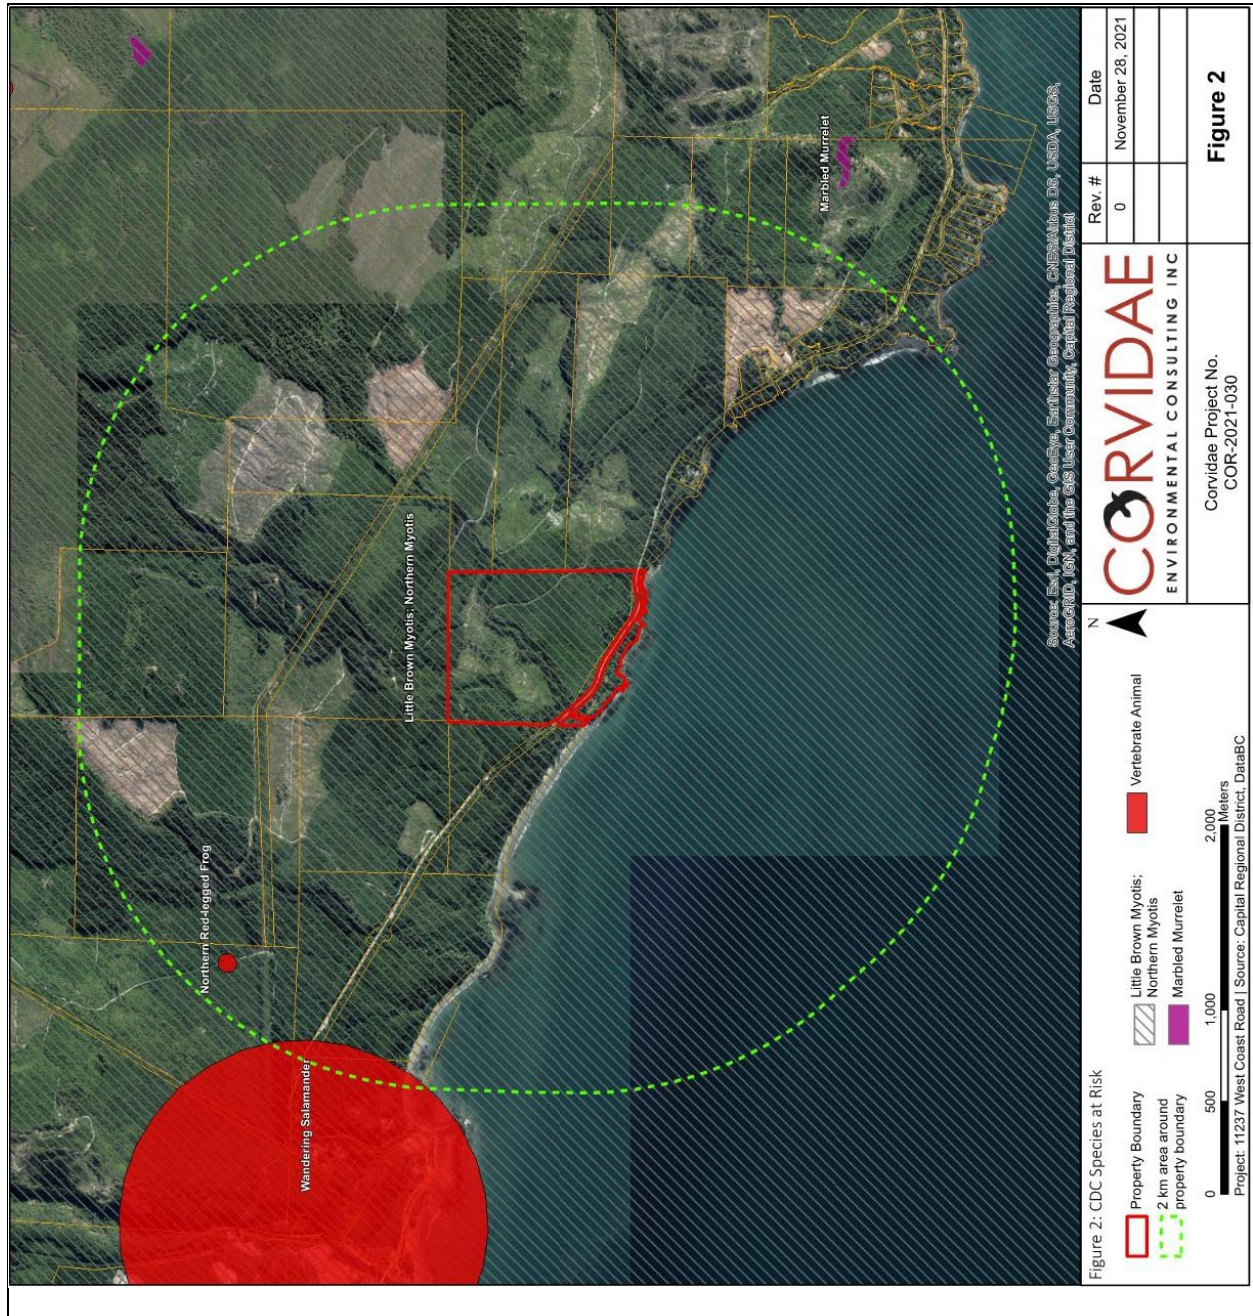 Northern Red-legged Frog
Wandering Salamander
Little Brown Myotis; Northern Myotis
Marbled Murrelet
Source: Esri, DigitalGlobe, GeoEye, Earthstar Geographics, CNES/Airbus DS, USDA, USGS,
AeroGRID, IGN, and the GIS User Community, Capital Regional District
Figure 2: CDC Species at Risk
Property Boundary
2 km area around
property boundary
Little Brown Myotis;
Northern Myotis
Marbled Murrelet
Vertebrate Animal
N
0 500 1,000 2,000
Meters
Project: 11237 West Coast Road | Source: Capital Regional District, DataBC
CORVIDAE
ENVIRONMENTAL CONSULTING INC
Corvidae Project No.
COR-2021-030
Rev. # Date
0 November 28, 2021
Figure 2